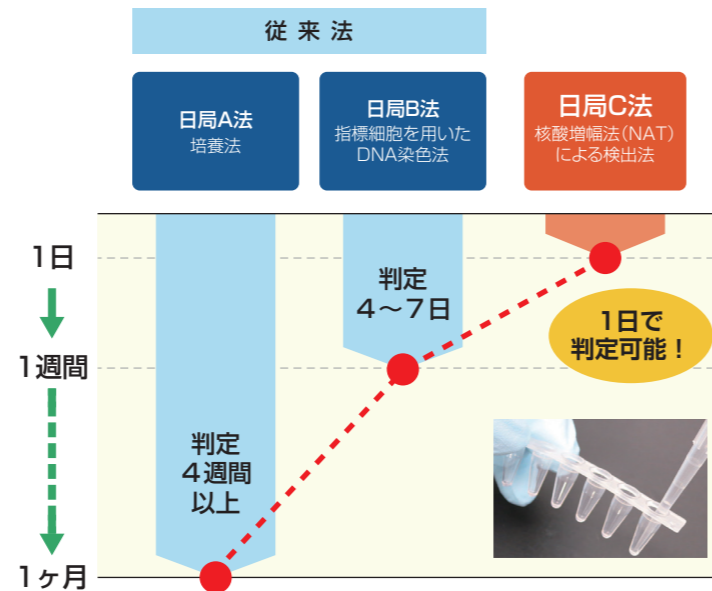 従来法
日局A法
培養法
日局B法
指標細胞を用いた
DNA染色法
日局C法
核酸増幅法(NAT)
による検出法
1日
1週間
1ヶ月
判定
4週間
以上
判定
4〜7日
1日で
判定可能！